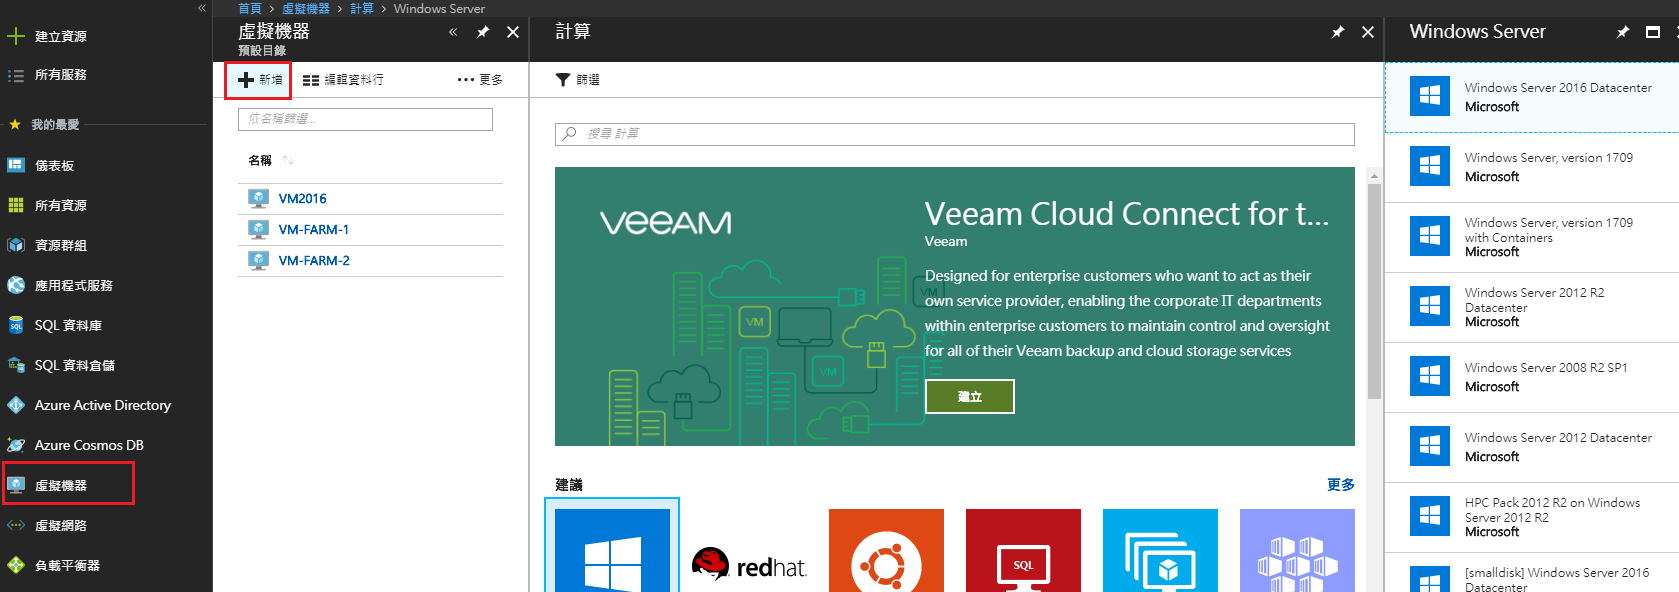 首頁 > 虛擬機器 > 計算 > Windows Server
建立資源
所有服務
我的最愛
儀表板
所有資源
資源群組
應用程式服務
SQL 資料庫
SQL 資料倉儲
Azure Active Directory
Azure Cosmos DB
虛擬機器
虛擬網路
負載平衡器
虛擬機器
預設目錄
新增
編輯資料行
更多
依名稱篩選...
名稱
VM2016
VM-FARM-1
VM-FARM-2
計算
篩選
搜尋 計算
veeAM
Veeam Cloud Connect for t...
Veeam
Designed for enterprise customers who want to act as their
own service provider, enabling the corporate IT departments
within enterprise customers to maintain control and oversight
for all of their Veeam backup and cloud storage services
VM
VM
VM
建立
建議
更多
redhat.
SQL
Windows Server
Windows Server 2016 Datacenter
Microsoft
Windows Server, version 1709
Microsoft
Windows Server, version 1709
with Containers
Microsoft
Windows Server 2012 R2
Datacenter
Microsoft
Windows Server 2008 R2 SP1
Microsoft
Windows Server 2012 Datacenter
Microsoft
HPC Pack 2012 R2 on Windows
Server 2012 R2
Microsoft
[smalldisk] Windows Server 2016
Datacenter